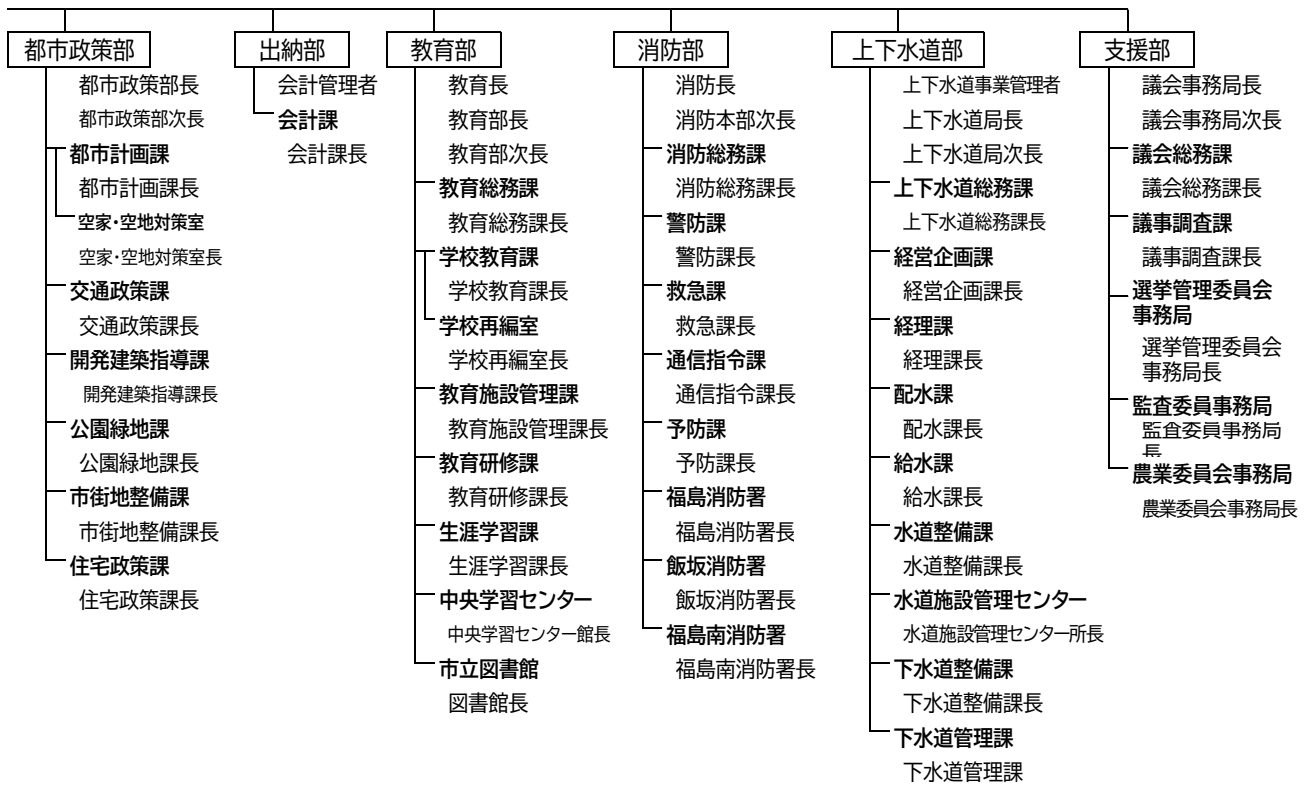 都市政策部
都市政策部長
都市政策部次長
都市計画課
都市計画課長
空家・空地対策室
空家・空地対策室長
交通政策課
交通政策課長
開発建築指導課
開発建築指導課長
公園緑地課
公園緑地課長
市街地整備課
市街地整備課長
住宅政策課
住宅政策課長
出納部
会計管理者
会計課
会計課長
教育部
教育長
教育部長
教育部次長
教育総務課
教育総務課長
学校教育課
学校教育課長
学校再編室
学校再編室長
教育施設管理課
教育施設管理課長
教育研修課
教育研修課長
生涯学習課
生涯学習課長
中央学習センター
中央学習センター館長
市立図書館
図書館長
消防部
消防長
消防本部次長
消防総務課
消防総務課長
警防課
警防課長
救急課
救急課長
通信指令課
通信指令課長
予防課
予防課長
福島消防署
福島消防署長
飯坂消防署
飯坂消防署長
福島南消防署
福島南消防署長
上下水道部
上下水道事業管理者
上下水道局長
上下水道局次長
上下水道総務課
上下水道総務課長
経営企画課
経営企画課長
経理課
経理課長
配水課
配水課長
給水課
給水課長
水道整備課
水道整備課長
水道施設管理センター
水道施設管理センター所長
下水道整備課
下水道整備課長
下水道管理課
下水道管理課
支援部
議会事務局長
議会事務局次長
議会総務課
議会総務課長
議事調査課
議事調査課長
選挙管理委員会
事務局
選挙管理委員会
事務局長
監査委員事務局
監査委員事務局
長
農業委員会事務局
農業委員会事務局長